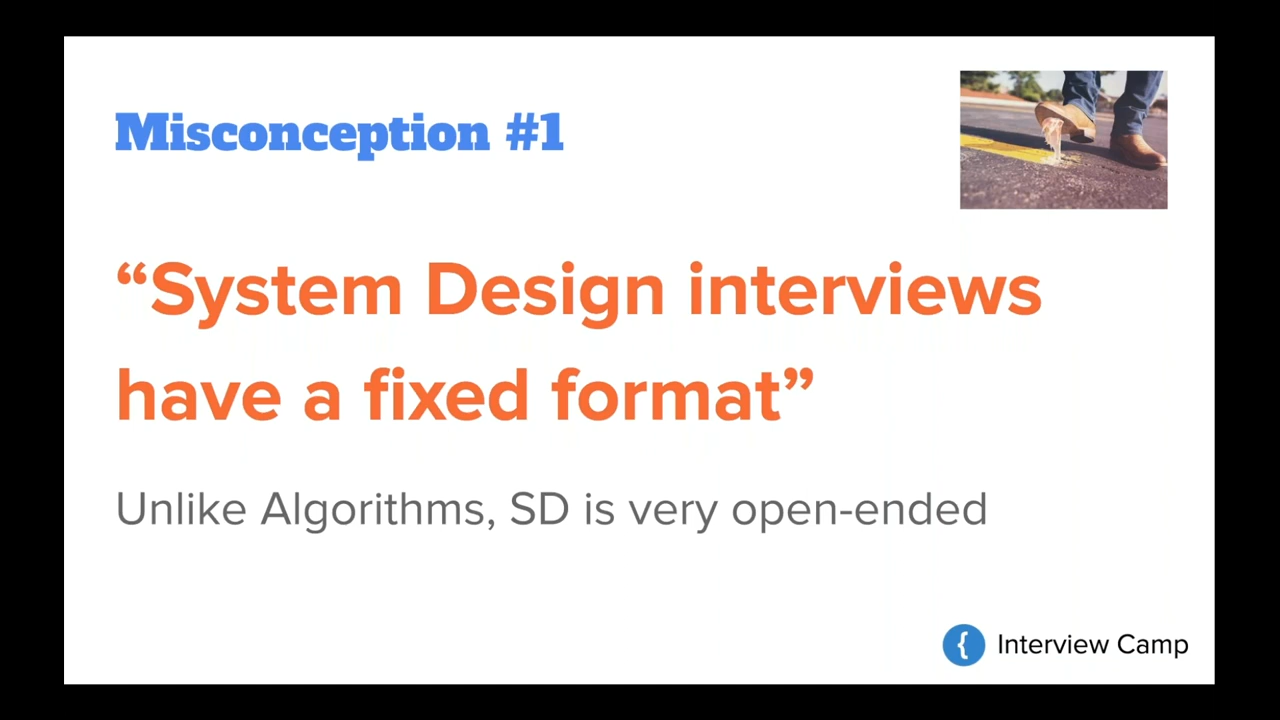 Misconception #1
“System Design interviews
have a fixed format”
Unlike Algorithms, SD is very open-ended
{ Interview Camp